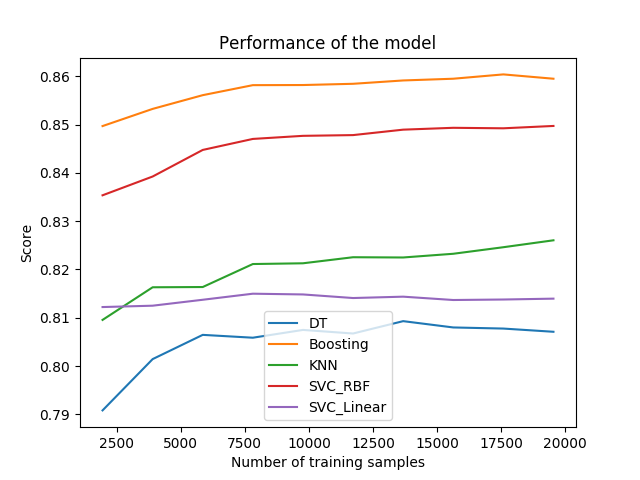 Performance of the model
Score
0.86
0.85
0.84
0.83
0.82
0.81
0.80
0.79
DT
Boosting
KNN
SVC_RBF
SVC_Linear
2500 5000 7500 10000 12500 15000 17500 20000
Number of training samples